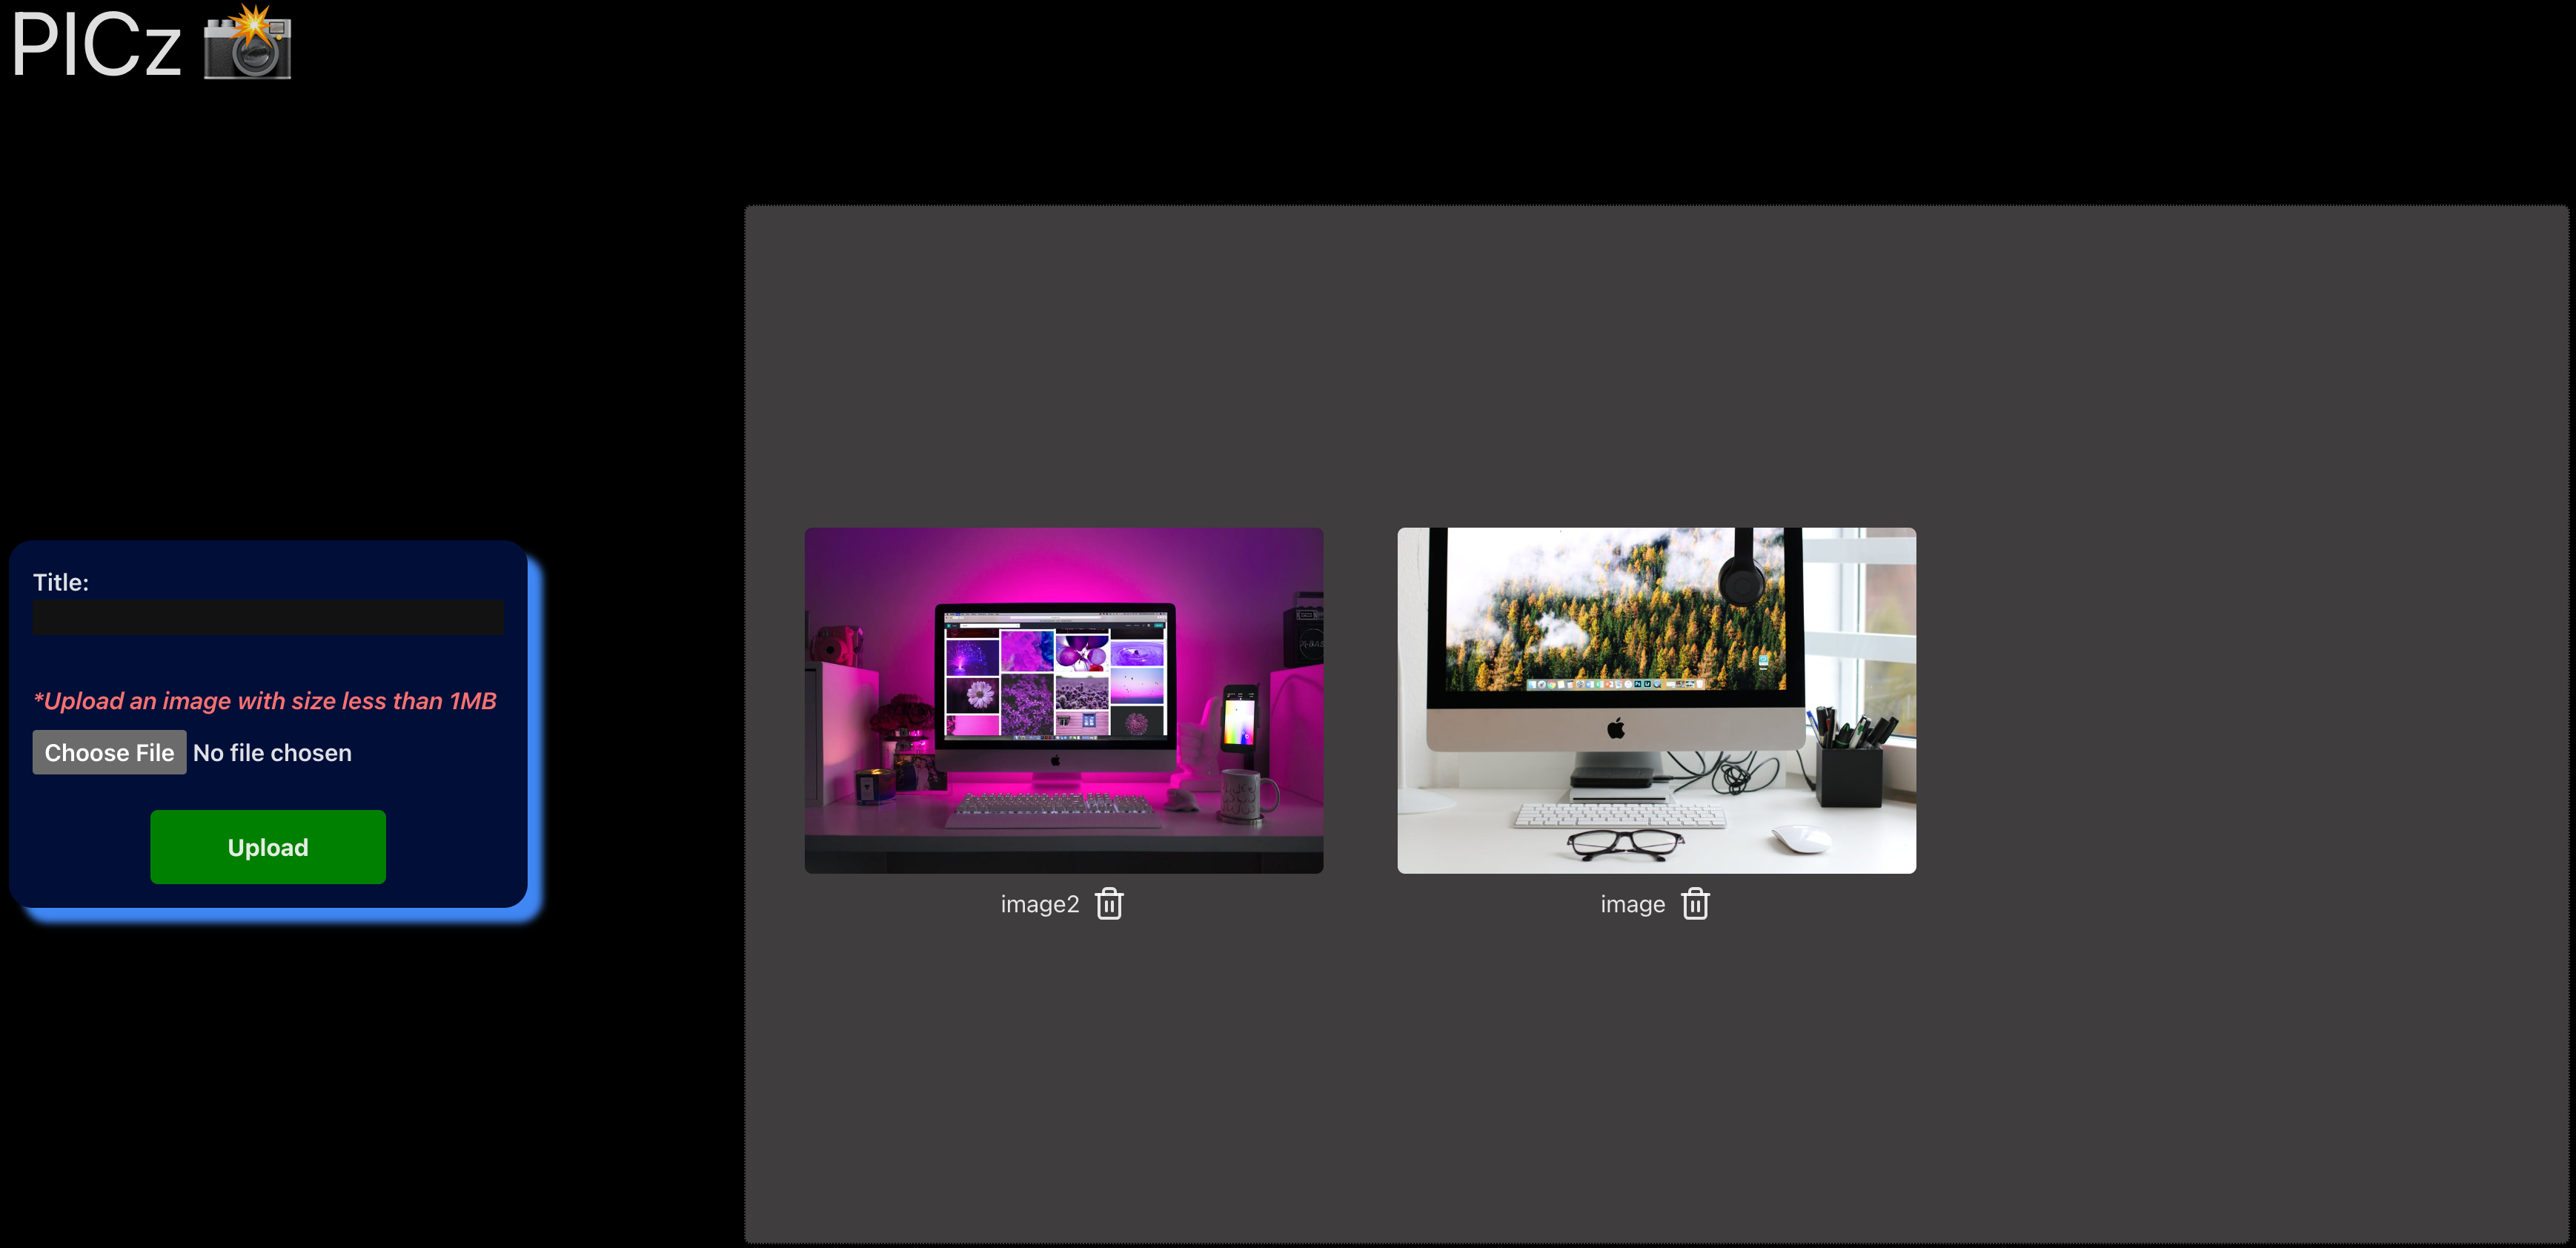 PICz
Title:
*Upload an image with size less than 1MB
Choose File No file chosen
Upload
image2
image